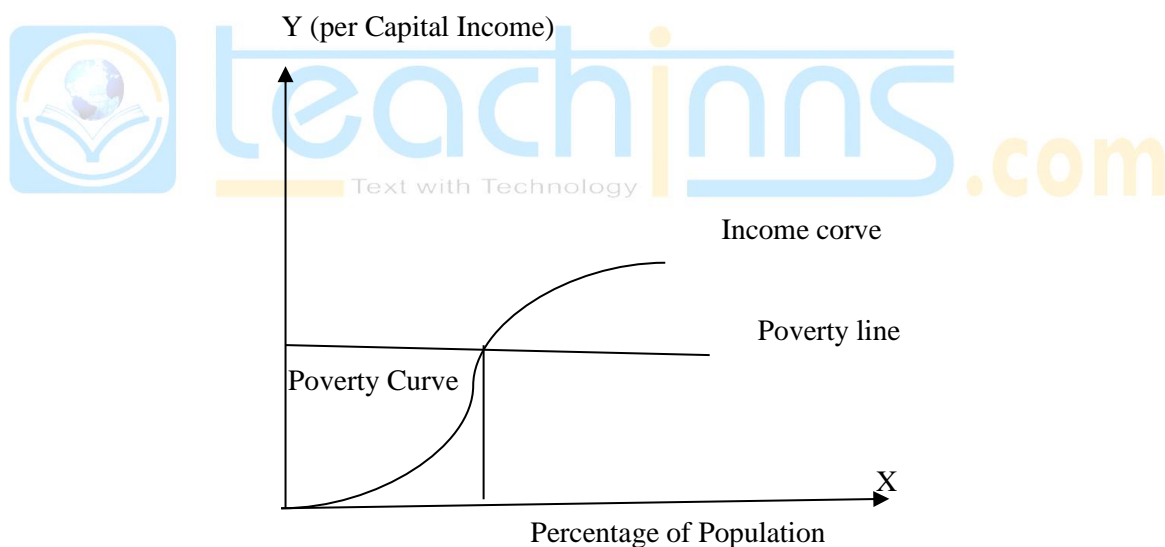 Y (per Capital Income)
teachinns.com
Text with Technology
Income corve
Poverty line
Poverty Curve
X
Percentage of Population